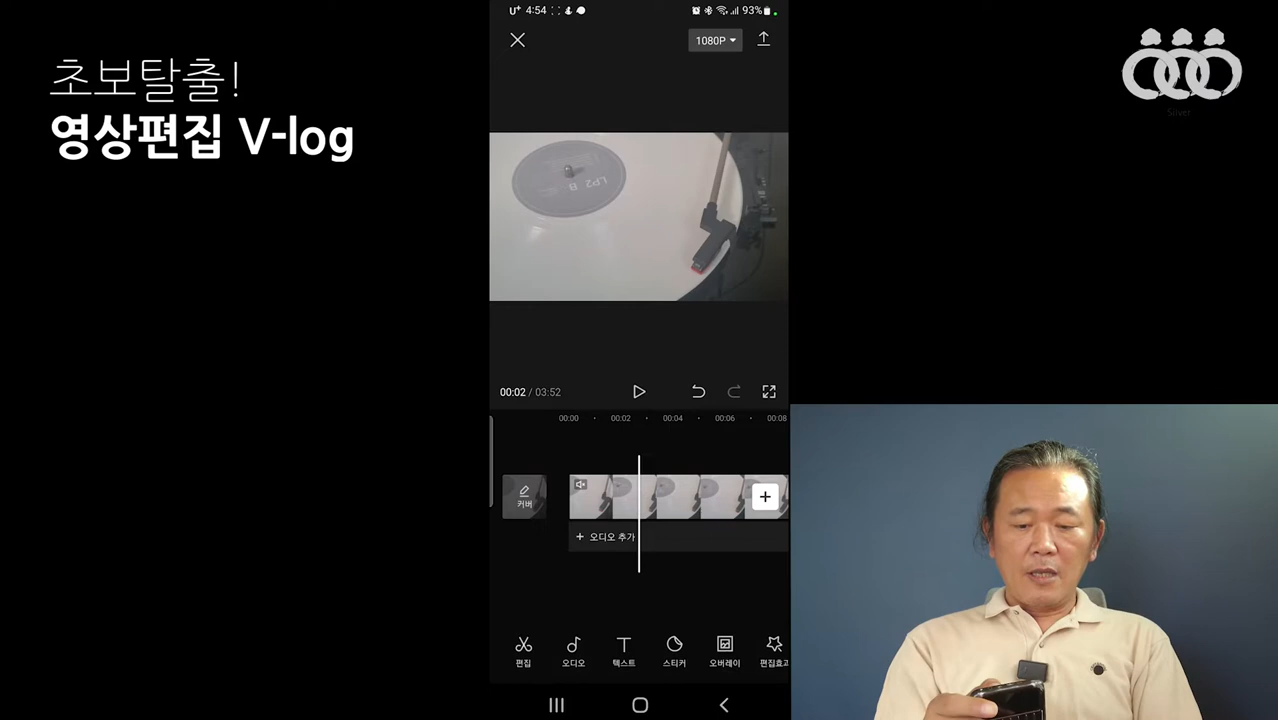 초보탈출!
영상편집 V-log
Silver
U+ 4:54
93%
1080P
LP2 B
00:02 / 03:52
00:00 00:02 00:04 00:06 00:08
커버
+ 오디오 추가
편집 오디오 텍스트 스티커 오버레이 편집효과